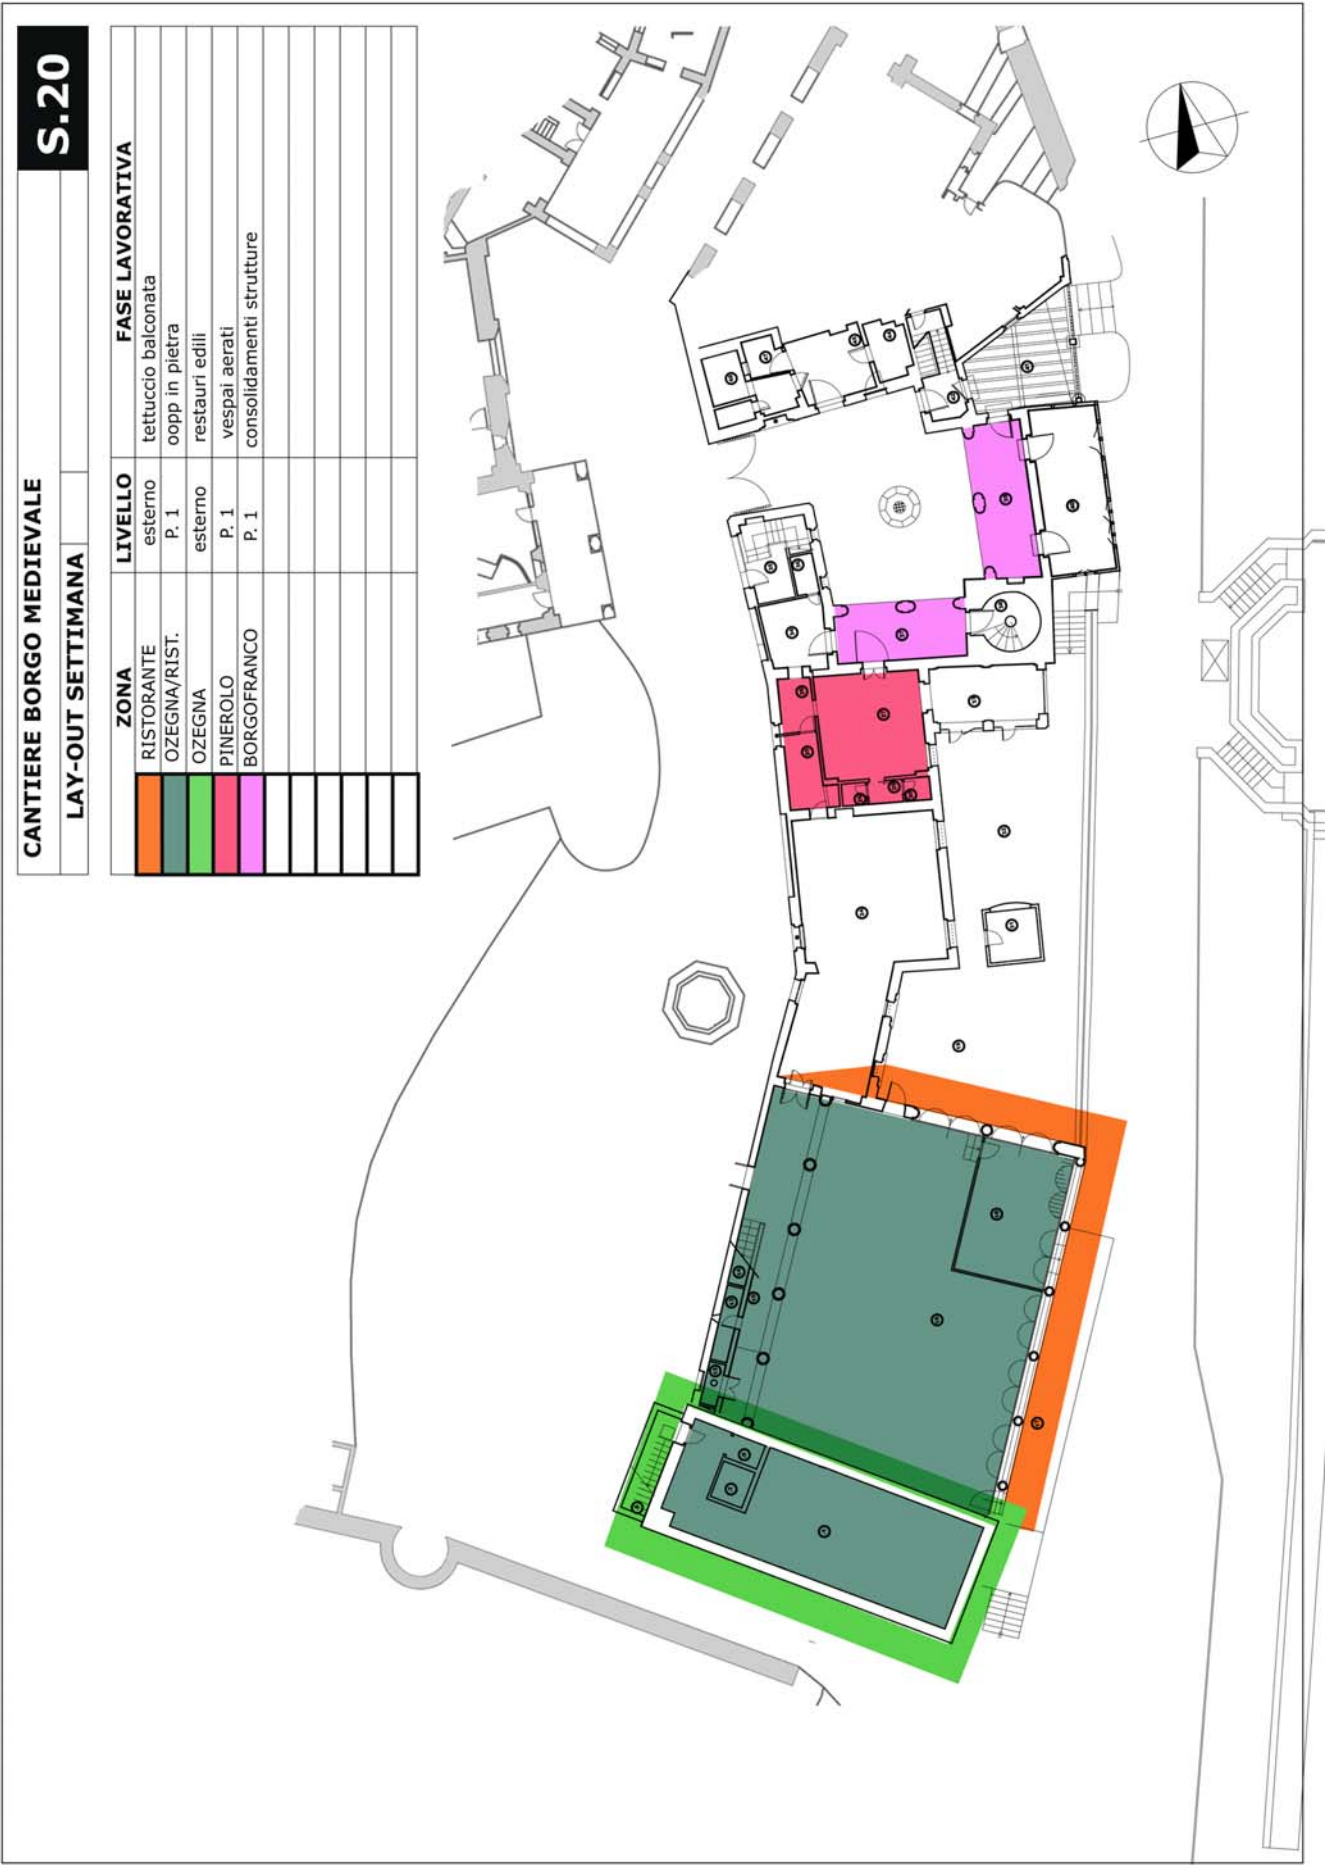 CANTIERE BORGO MEDIEVALE
S.20
LAY-OUT SETTIMANA
ZONA LIVELLO FASE LAVORATIVA
RISTORANTE esterno tettuccio balconata
OZEGNA/RIST. P. 1 oopp in pietra
OZEGNA esterno restauri edili
PINEROLO P. 1 vespai aerati
BORGOFRANCO P. 1 consolidamenti strutture